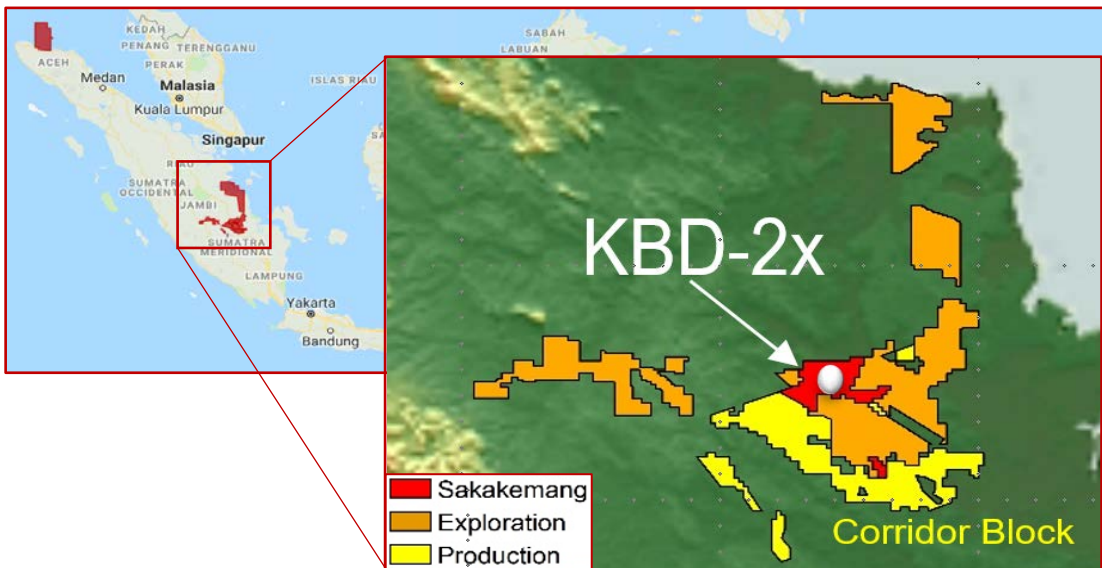 KEDAH
PENANG TERENGGANU
PERAK
ACEH
Medan
Malasia
Kuala Lumpur
Singapur
ISLAS RIAU
SABAH
LABUAN
RIAU
SUMATRA
OCCIDENTAL
JAMBI
SUMATRA
MERIDIONAL
LAMPUNG
Yakarta
Bandung
KBD-2x
Sakakemang
Exploration
Production
Corridor Block